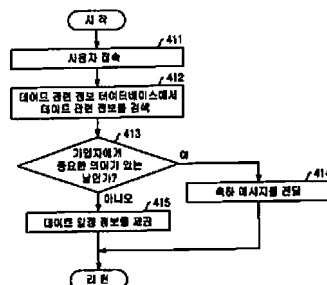 시 작
411
사용자 접속
412
데이트 관련 정보 데이터베이스에서
데이트 관련 정보를 검색
413
가입자에게
중요한 의미가 있는
날인가?
예
아니오
414
축하 메시지를 전달
415
데이트 일정 정보를 제공
리 턴